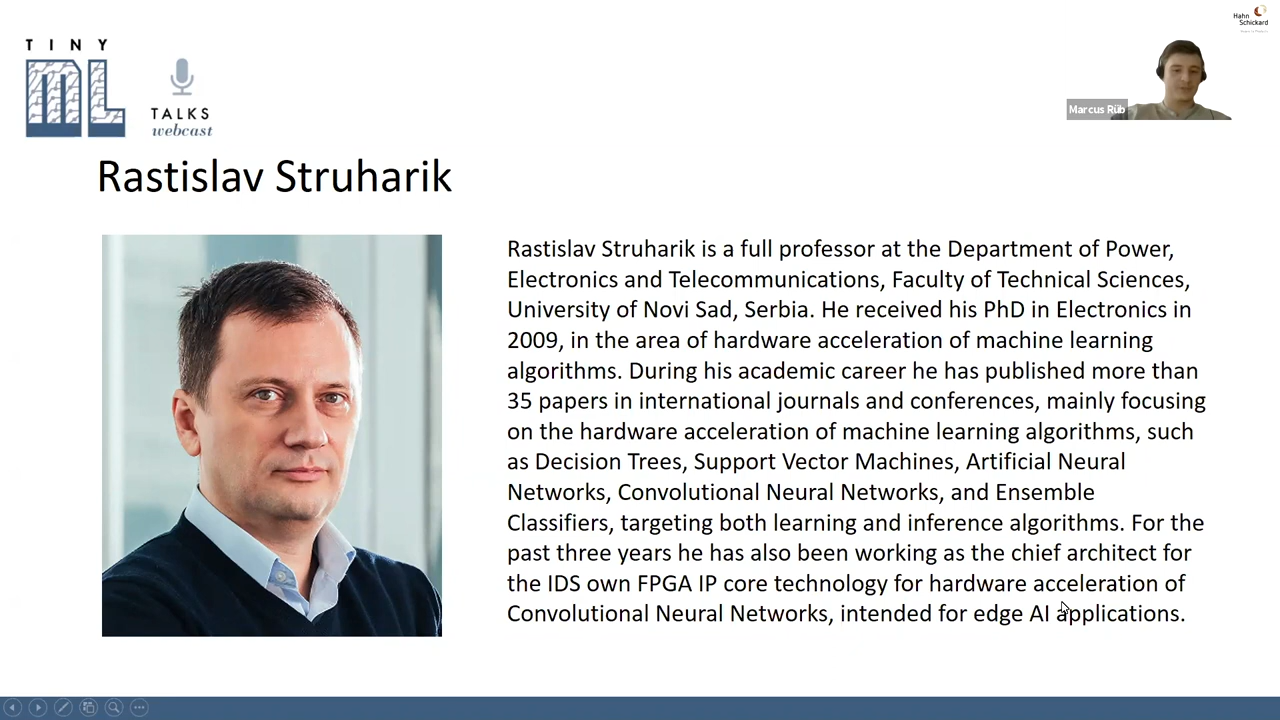 TINY
ML
TALKS
webcast
Hahn
Schickard
Marcus Rüb
Rastislav Struharik
Rastislav Struharik is a full professor at the Department of Power,
Electronics and Telecommunications, Faculty of Technical Sciences,
University of Novi Sad, Serbia. He received his PhD in Electronics in
2009, in the area of hardware acceleration of machine learning
algorithms. During his academic career he has published more than
35 papers in international journals and conferences, mainly focusing
on the hardware acceleration of machine learning algorithms, such
as Decision Trees, Support Vector Machines, Artificial Neural
Networks, Convolutional Neural Networks, and Ensemble
Classifiers, targeting both learning and inference algorithms. For the
past three years he has also been working as the chief architect for
the IDS own FPGA IP core technology for hardware acceleration of
Convolutional Neural Networks, intended for edge AI applications.